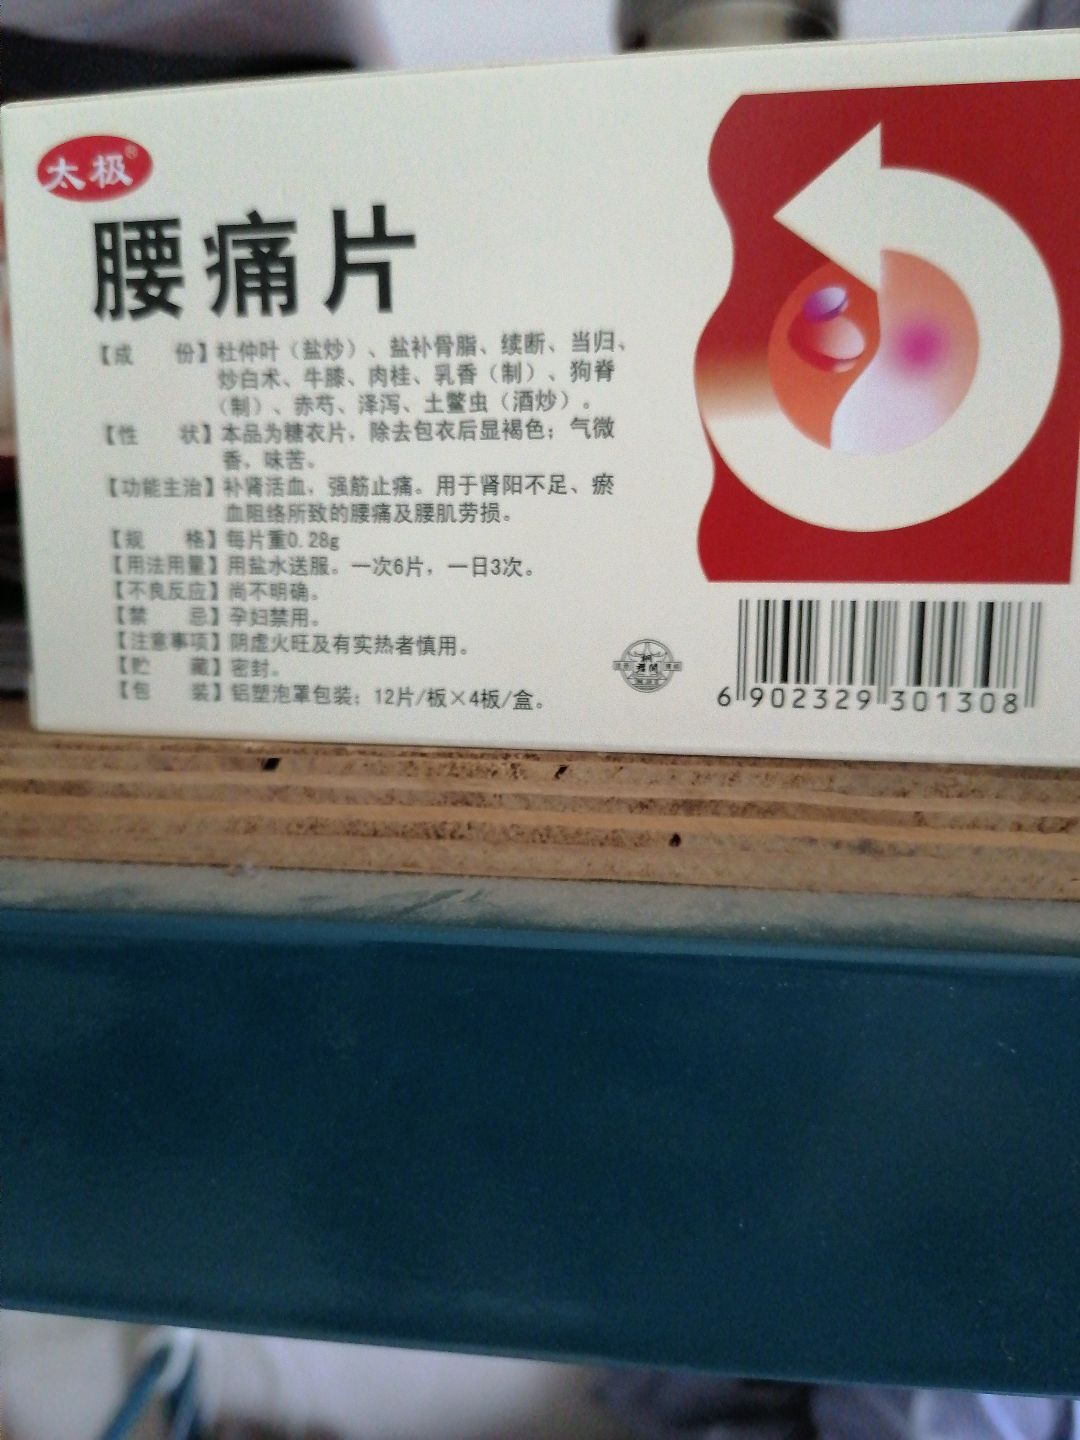 太极®
腰痛片
【成 份】杜仲叶（盐炒）、盐补骨脂、续断、当归、
炒白术、牛膝、肉桂、乳香（制）、狗脊
（制）、赤芍、泽泻、土鳖虫（酒炒）。
【性 状】本品为糖衣片，除去包衣后显褐色；气微
香，味苦。
【功能主治】补肾活血，强筋止痛。用于肾阳不足、瘀
血阻络所致的腰痛及腰肌劳损。
【规 格】每片重0.28g
【用法用量】用盐水送服。一次6片，一日3次。
【不良反应】尚不明确。
【禁 忌】孕妇禁用。
【注意事项】阴虚火旺及有实热者慎用。
【贮 藏】密封。
【包 装】铝塑泡罩包装；12片/板×4板/盒。
6 902329 301308